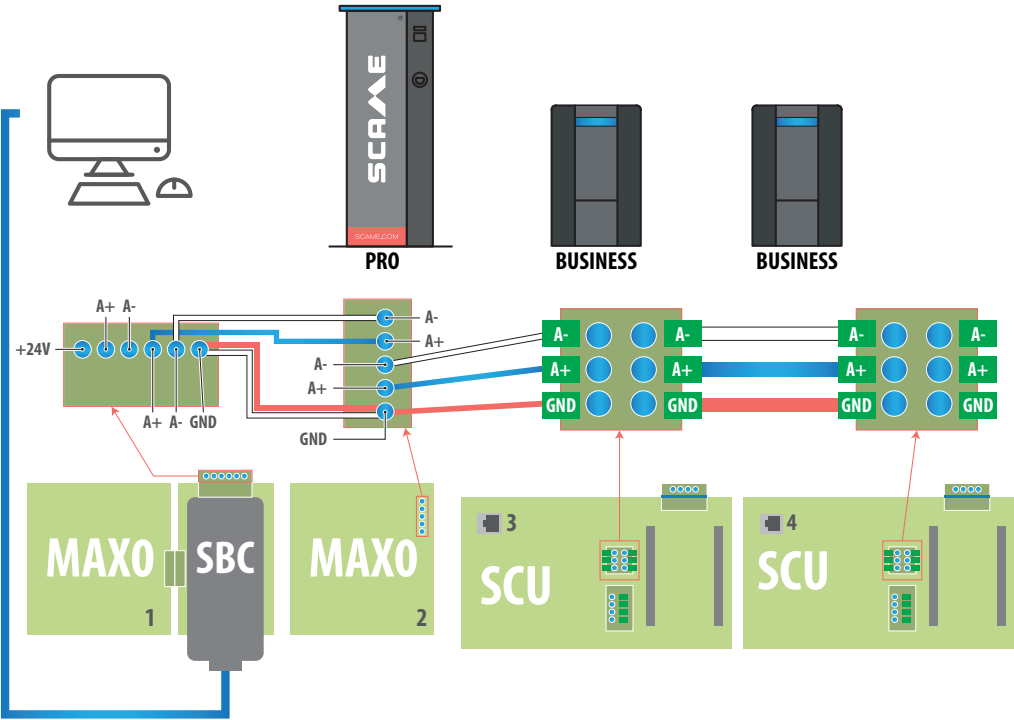 SCAME
SCAME.COM
PRO
BUSINESS
BUSINESS
A+ A-
+24V
A+ A- GND
A-
A+
A-
A+
GND
A-
A+
GND
A-
A+
GND
A-
A+
GND
A-
A+
GND
MAXO
1
SBC
MAXO
2
3
SCU
4
SCU